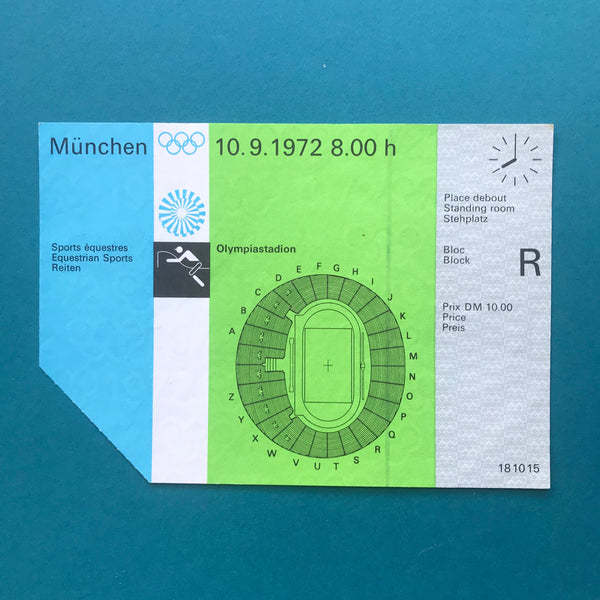 München
10.9.1972 8.00 h
Place debout
Standing room
Stehplatz
Sports équestres
Equestrian Sports
Reiten
Olympiastadion
Bloc
Block
R
Prix DM 10.00
Price
Preis
A
B
C
D
E
F
G
H
I
J
K
L
M
N
O
P
Q
R
S
T
U
V
W
X
Y
Z
181015